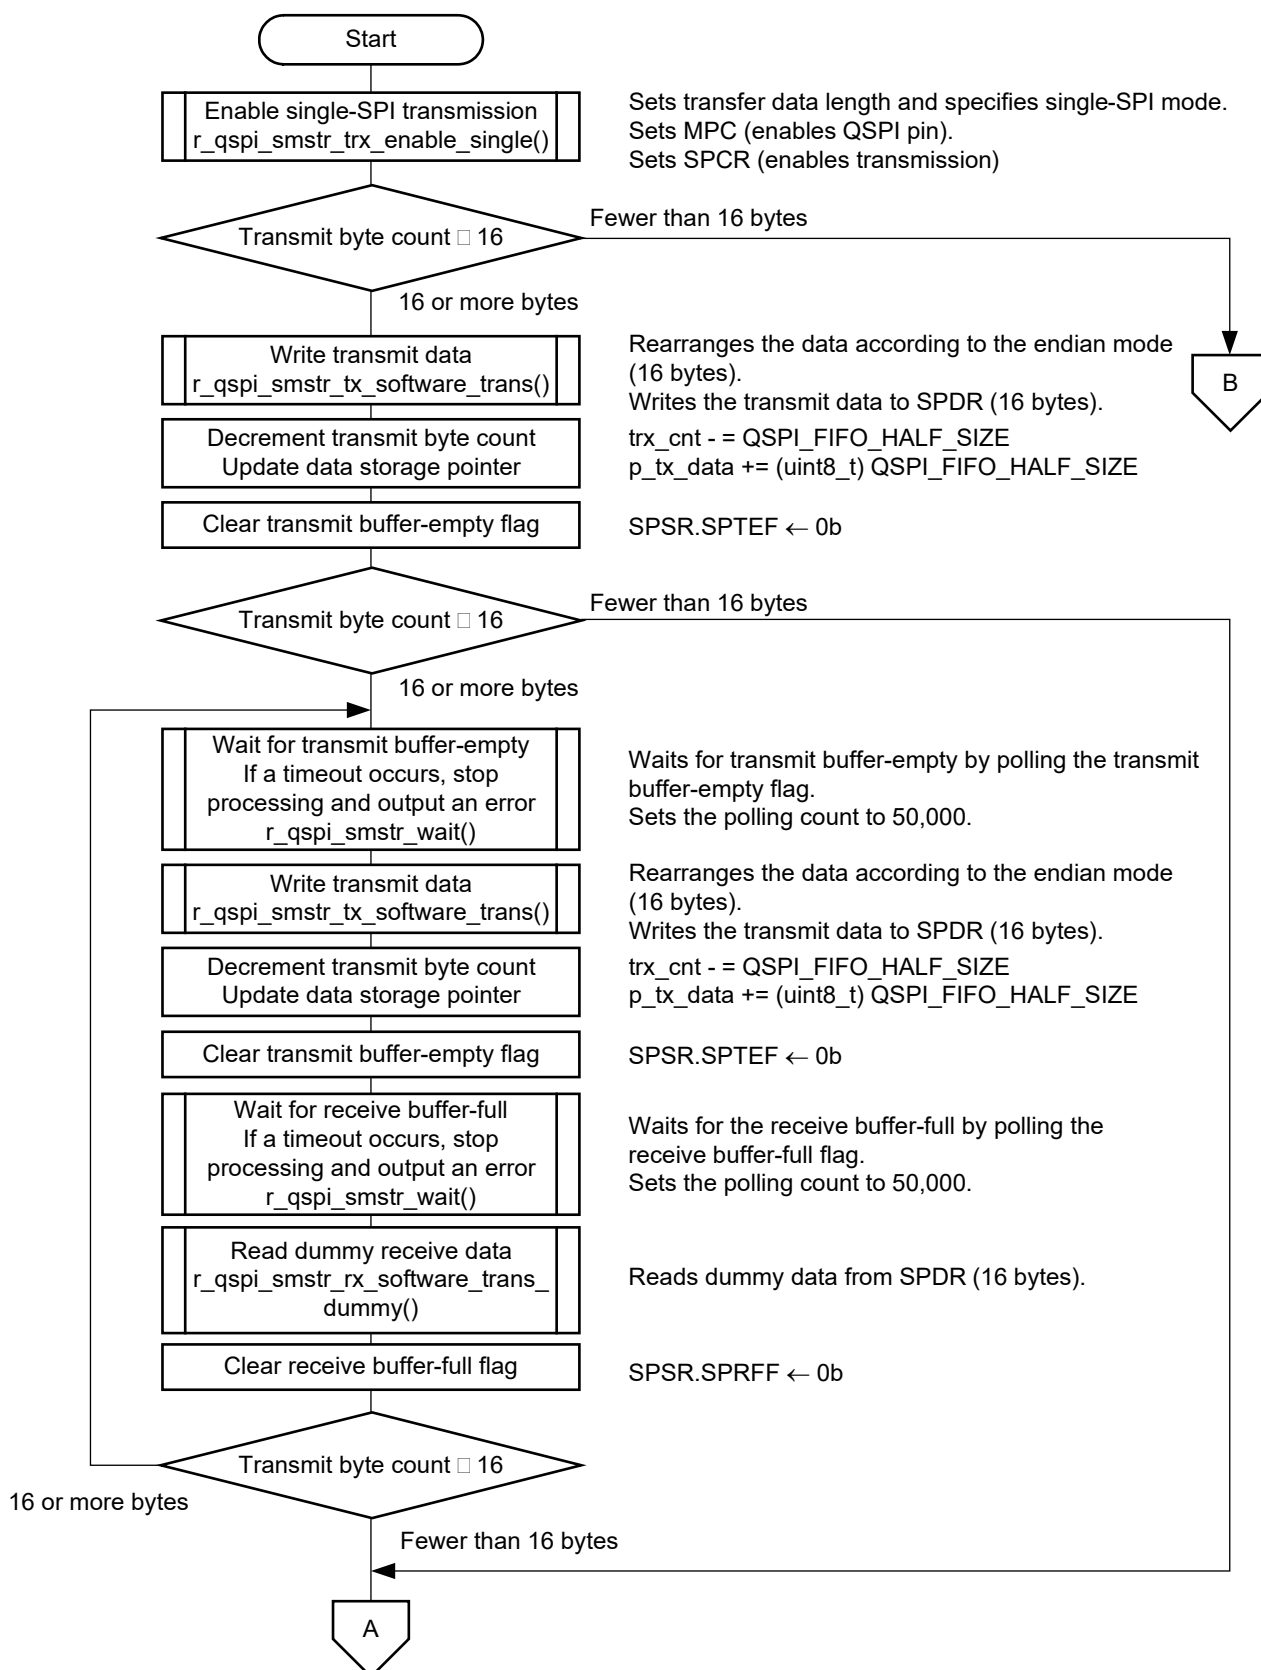 Start
Enable single-SPI transmission
r_qspi_smstr_trx_enable_single()
Sets transfer data length and specifies single-SPI mode.
Sets MPC (enables QSPI pin).
Sets SPCR (enables transmission)
Transmit byte count □ 16
Fewer than 16 bytes
16 or more bytes
Write transmit data
r_qspi_smstr_tx_software_trans()
Rearranges the data according to the endian mode
(16 bytes).
Writes the transmit data to SPDR (16 bytes).
B
Decrement transmit byte count
Update data storage pointer
trx_cnt - = QSPI_FIFO_HALF_SIZE
p_tx_data += (uint8_t) QSPI_FIFO_HALF_SIZE
Clear transmit buffer-empty flag
SPSR.SPTEF ← 0b
Transmit byte count □ 16
Fewer than 16 bytes
16 or more bytes
Wait for transmit buffer-empty
If a timeout occurs, stop
processing and output an error
r_qspi_smstr_wait()
Waits for transmit buffer-empty by polling the transmit
buffer-empty flag.
Sets the polling count to 50,000.
Write transmit data
r_qspi_smstr_tx_software_trans()
Rearranges the data according to the endian mode
(16 bytes).
Writes the transmit data to SPDR (16 bytes).
Decrement transmit byte count
Update data storage pointer
trx_cnt - = QSPI_FIFO_HALF_SIZE
p_tx_data += (uint8_t) QSPI_FIFO_HALF_SIZE
Clear transmit buffer-empty flag
SPSR.SPTEF ← 0b
Wait for receive buffer-full
If a timeout occurs, stop
processing and output an error
r_qspi_smstr_wait()
Waits for the receive buffer-full by polling the
receive buffer-full flag.
Sets the polling count to 50,000.
Read dummy receive data
r_qspi_smstr_rx_software_trans_
dummy()
Reads dummy data from SPDR (16 bytes).
Clear receive buffer-full flag
SPSR.SPRFF ← 0b
Transmit byte count □ 16
16 or more bytes
Fewer than 16 bytes
A